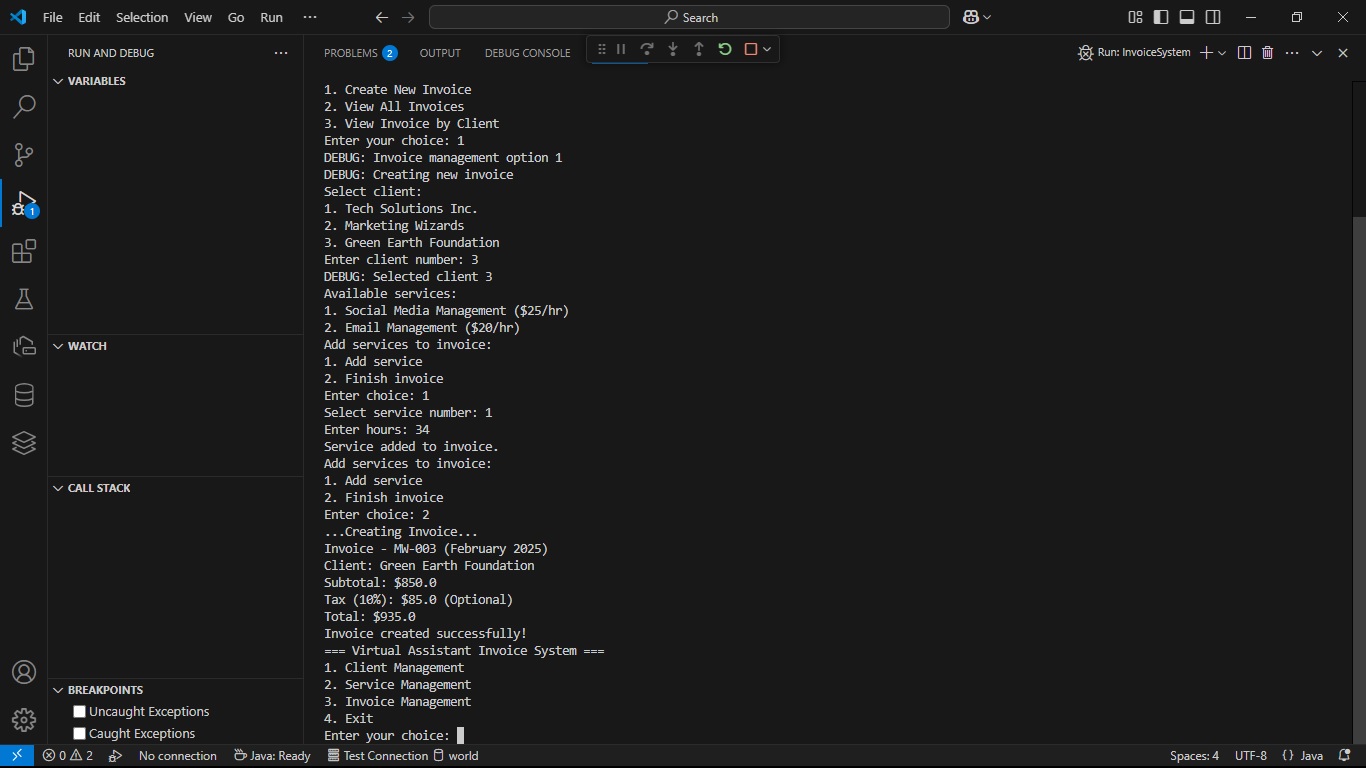 File Edit Selection View Go Run ··· Search
RUN AND DEBUG ···
PROBLEMS 2 OUTPUT DEBUG CONSOLE
Run: InvoiceSystem
VARIABLES
WATCH
CALL STACK
BREAKPOINTS
Uncaught Exceptions
Caught Exceptions
1
1. Create New Invoice
2. View All Invoices
3. View Invoice by Client
Enter your choice: 1
DEBUG: Invoice management option 1
DEBUG: Creating new invoice
Select client:
1. Tech Solutions Inc.
2. Marketing Wizards
3. Green Earth Foundation
Enter client number: 3
DEBUG: Selected client 3
Available services:
1. Social Media Management ($25/hr)
2. Email Management ($20/hr)
Add services to invoice:
1. Add service
2. Finish invoice
Enter choice: 1
Select service number: 1
Enter hours: 34
Service added to invoice.
Add services to invoice:
1. Add service
2. Finish invoice
Enter choice: 2
...Creating Invoice...
Invoice - MW-003 (February 2025)
Client: Green Earth Foundation
Subtotal: $850.0
Tax (10%): $85.0 (Optional)
Total: $935.0
Invoice created successfully!
=== Virtual Assistant Invoice System ===
1. Client Management
2. Service Management
3. Invoice Management
4. Exit
Enter your choice:
0 2 No connection Java: Ready Test Connection world Spaces: 4 UTF-8 {} Java